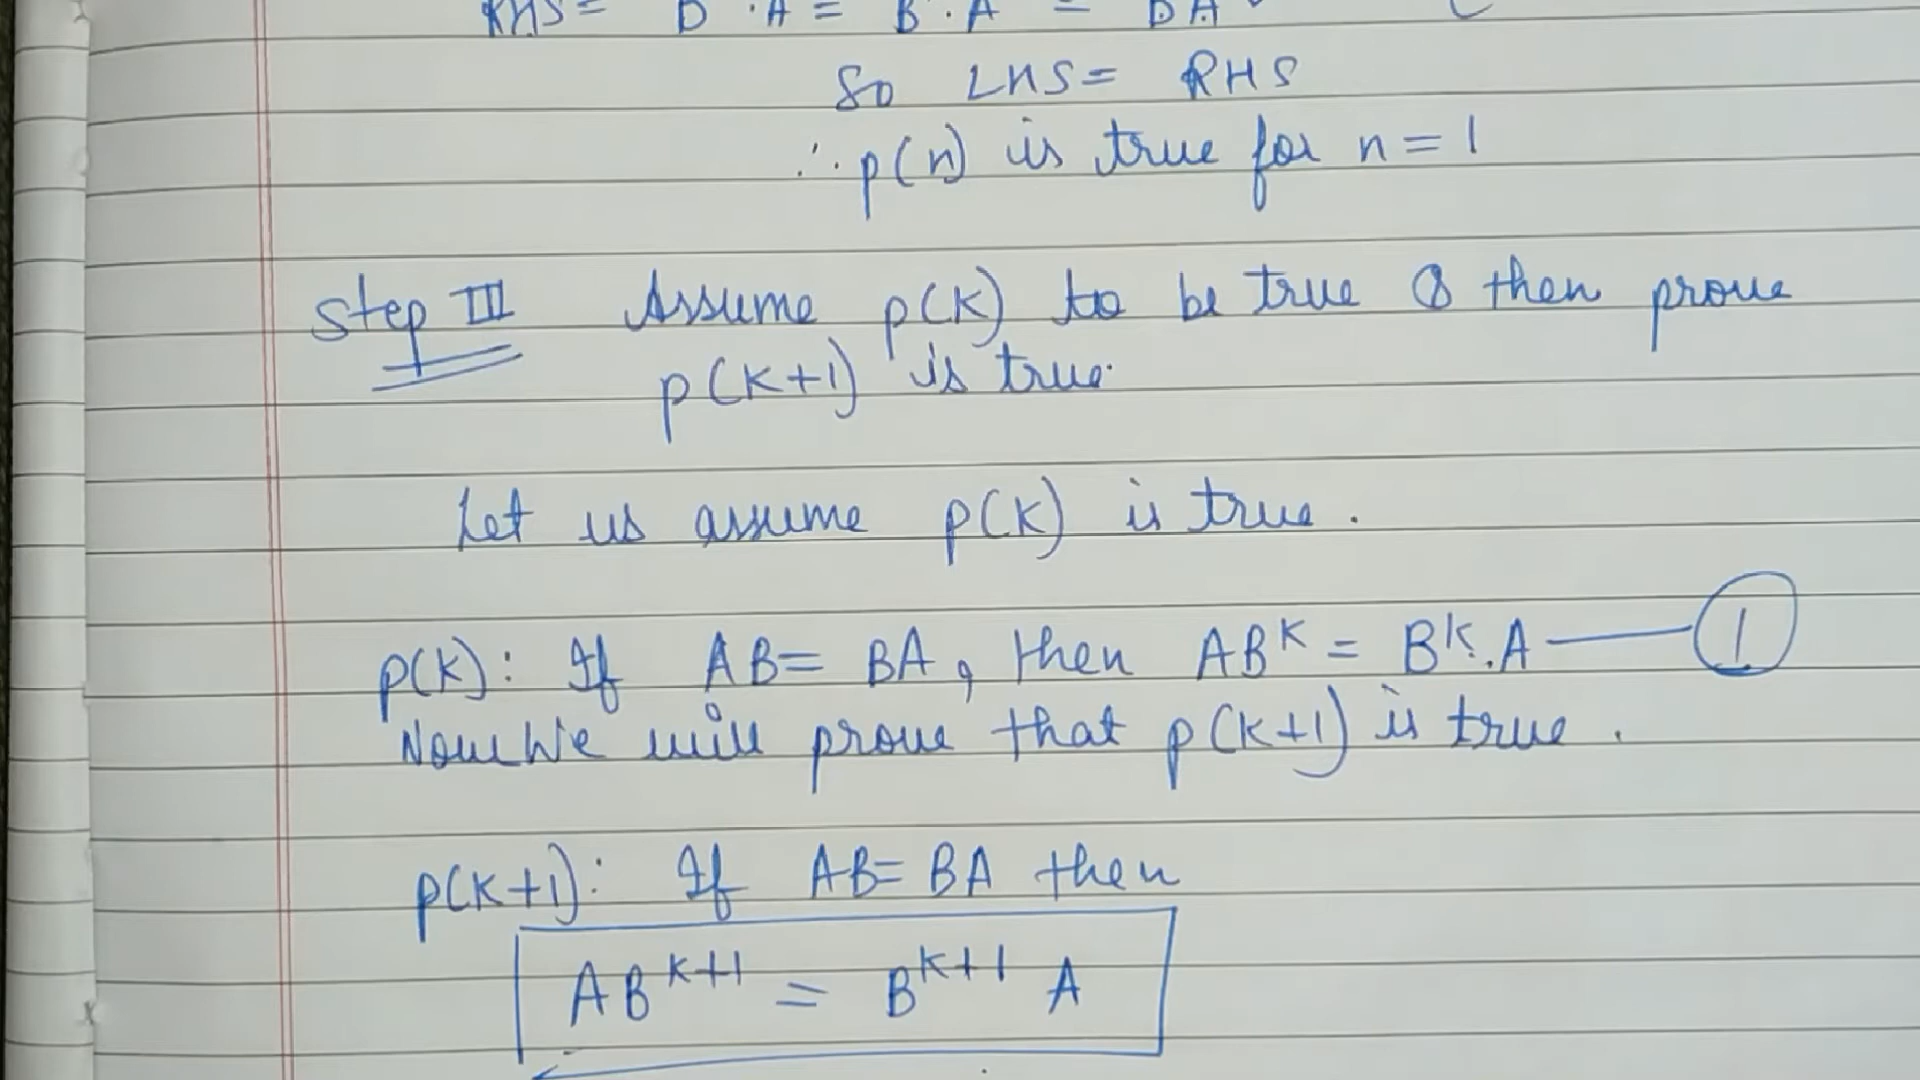 RHS = B · A = B · A = BA
So LHS = RHS
∴ p(n) is true for n = 1
Step III Assume p(K) to be true & then prove
p(K+1) is true.
Let us assume p(K) is true.
p(K): If AB = BA, then AB^K = B^K.A — 1
Now We will prove that p(K+1) is true.
p(K+1): If AB = BA then
AB^{K+1} = B^{K+1} A